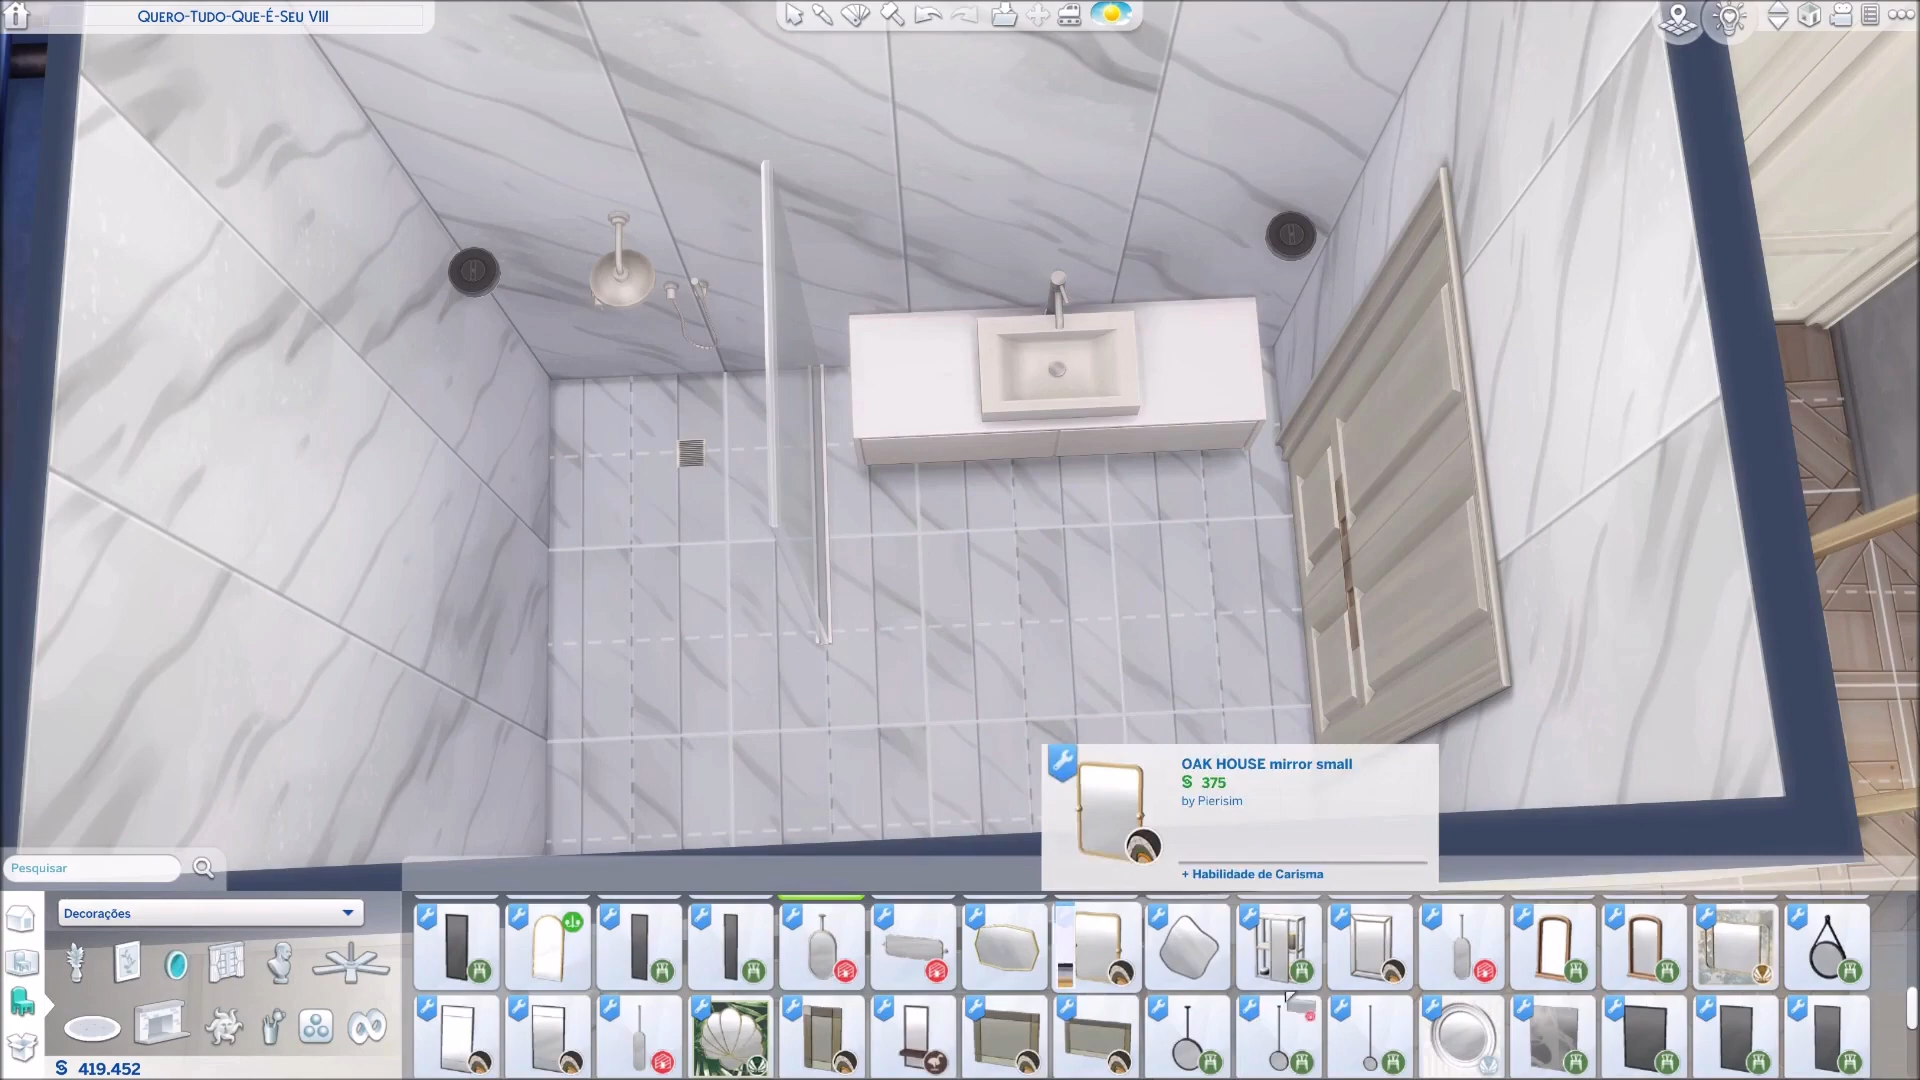 Quero-Tudo-Que-É-Seu VIII
OAK HOUSE mirror small
§ 375
by Pierisim
+ Habilidade de Carisma
Pesquisar
Decorações
§ 419.452